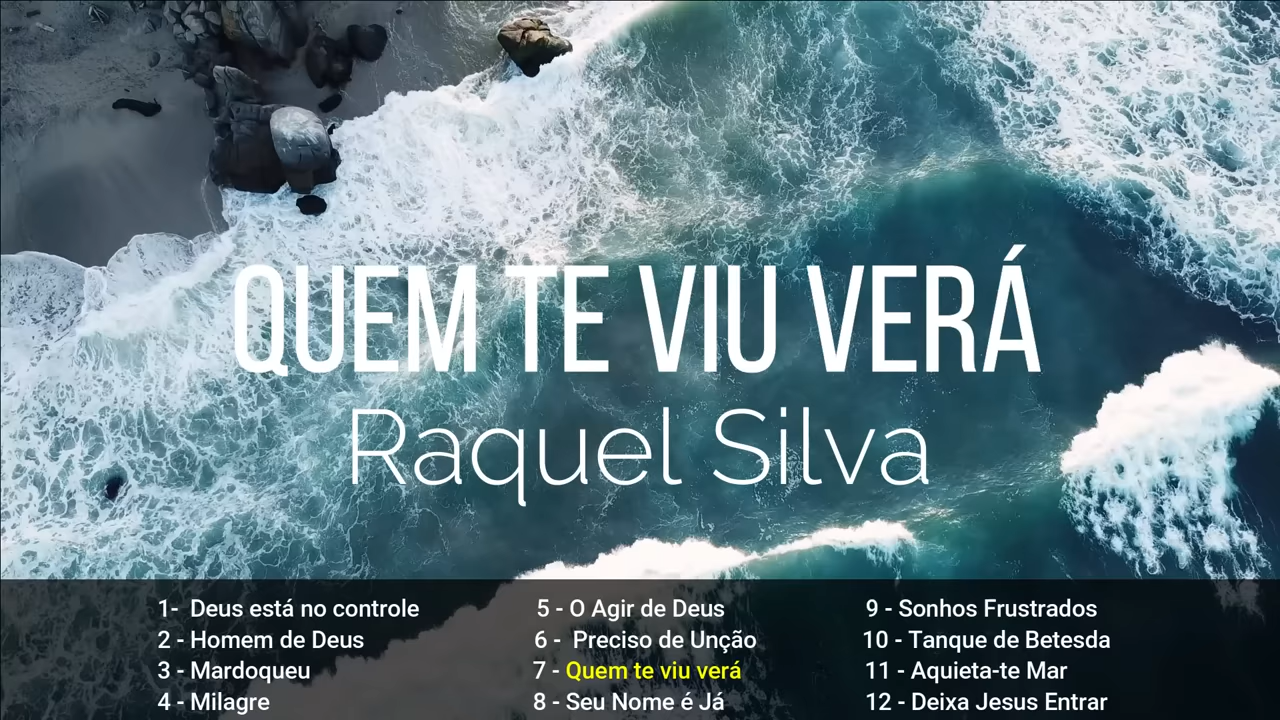 QUEM TE VIU VERÁ
Raquel Silva
1- Deus está no controle
2 - Homem de Deus
3 - Mardoqueu
4 - Milagre
5 - O Agir de Deus
6 - Preciso de Unção
7 - Quem te viu verá
8 - Seu Nome é Já
9 - Sonhos Frustrados
10 - Tanque de Betesda
11 - Aquieta-te Mar
12 - Deixa Jesus Entrar